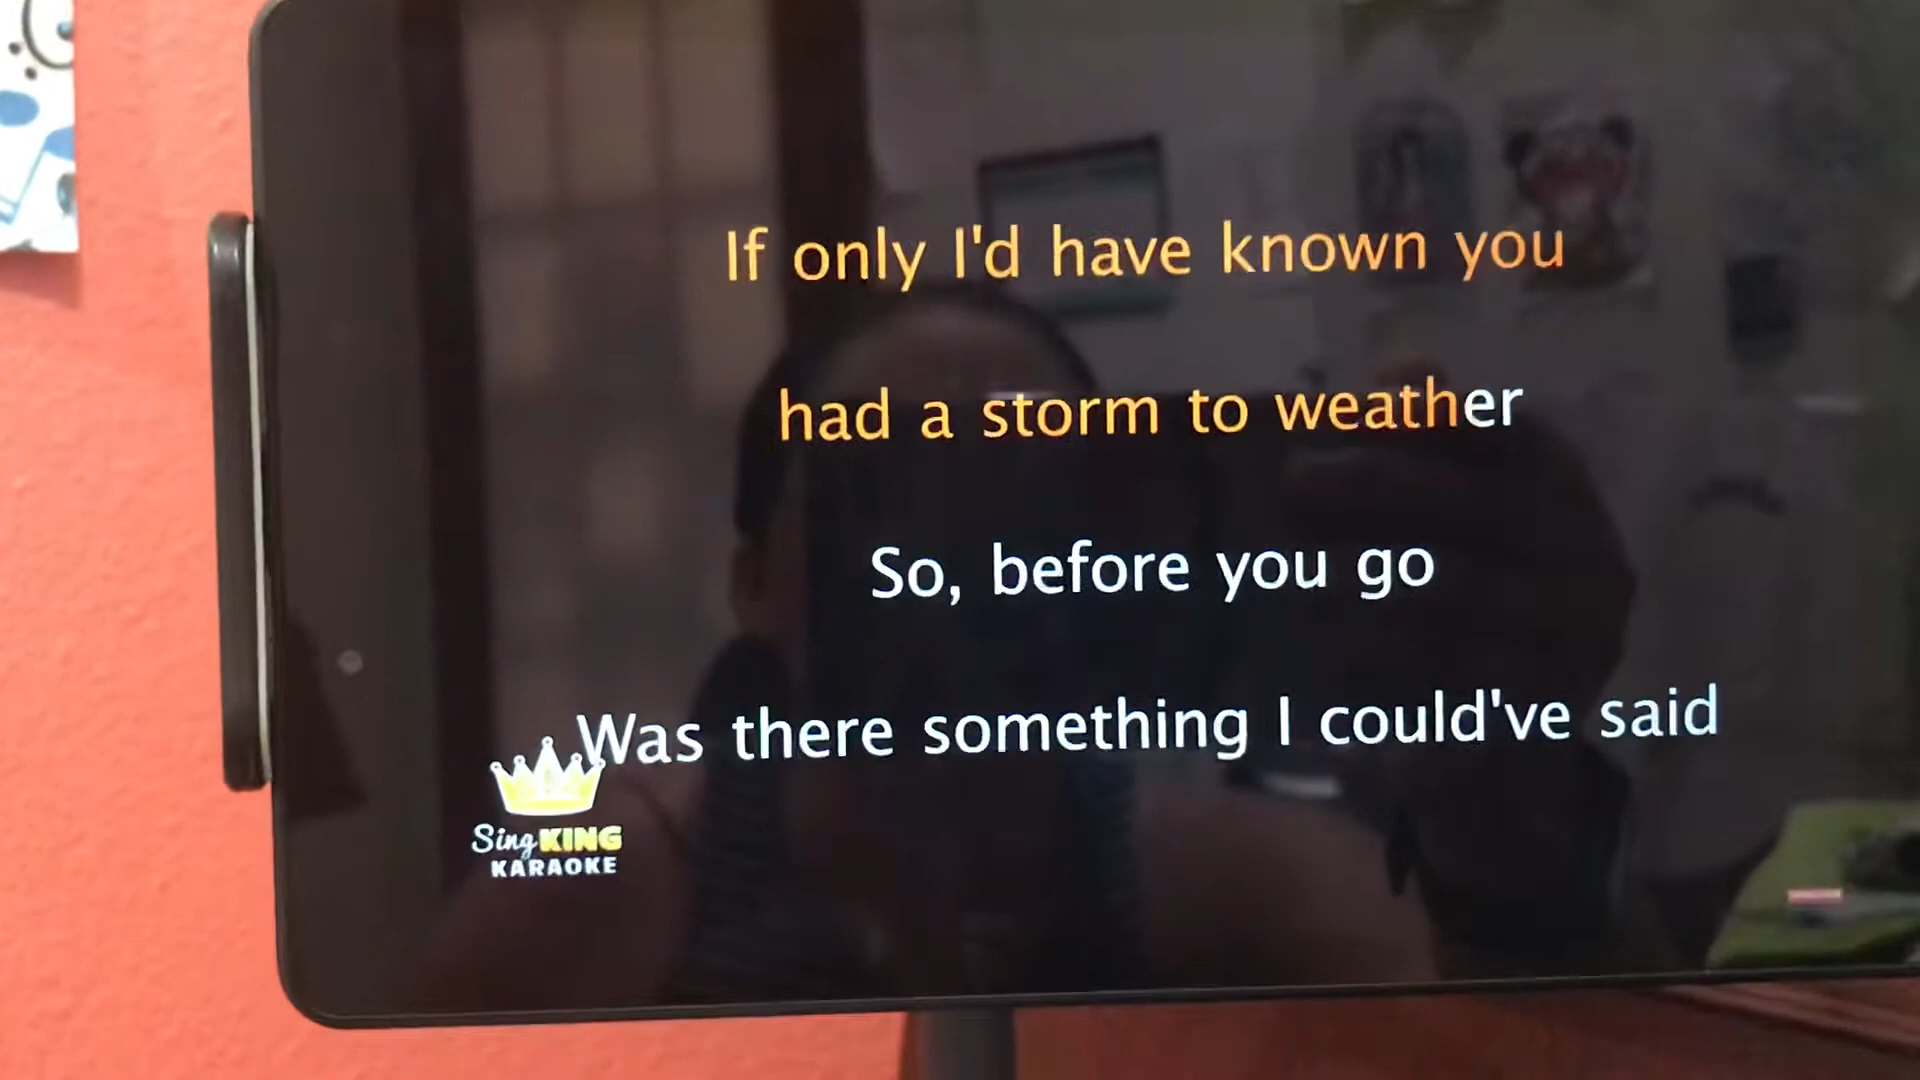 If only I'd have known you
had a storm to weather
So, before you go
Was there something I could've said
Sing KING
KARAOKE